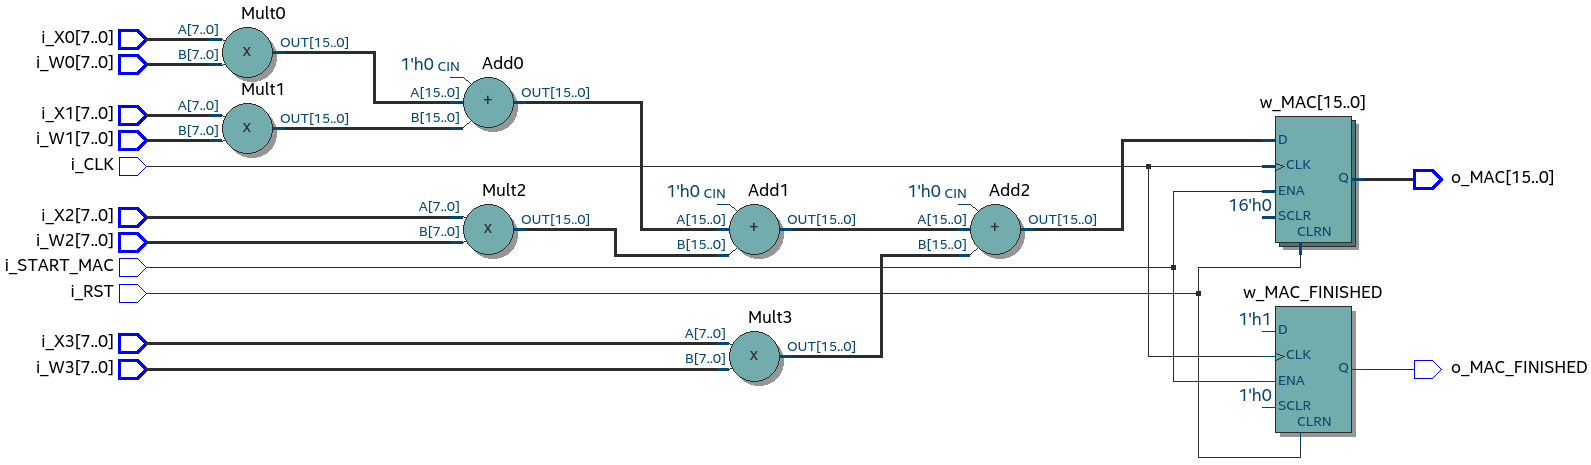 Mult0
i_X0[7..0]
A[7..0]
OUT[15..0]
x
i_W0[7..0]
B[7..0]
1'h0 CIN
Add0
Mult1
A[15..0]
OUT[15..0]
+
i_X1[7..0]
A[7..0]
OUT[15..0]
B[15..0]
x
i_W1[7..0]
B[7..0]
i_CLK
w_MAC[15..0]
D
CLK
Q
o_MAC[15..0]
ENA
16'h0
SCLR
CLRN
Mult2
i_X2[7..0]
A[7..0]
OUT[15..0]
x
i_W2[7..0]
B[7..0]
1'h0 CIN
Add1
A[15..0]
OUT[15..0]
+
B[15..0]
1'h0 CIN
Add2
A[15..0]
OUT[15..0]
+
B[15..0]
i_START_MAC
i_RST
w_MAC_FINISHED
1'h1
D
CLK
Q
o_MAC_FINISHED
ENA
1'h0
SCLR
CLRN
Mult3
i_X3[7..0]
A[7..0]
OUT[15..0]
x
i_W3[7..0]
B[7..0]